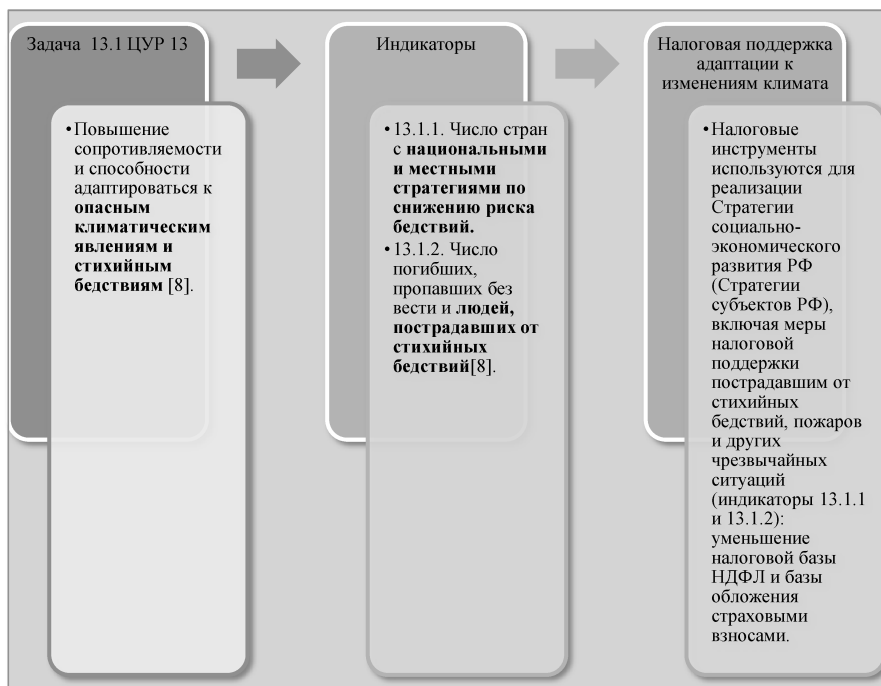 Задача 13.1 ЦУР 13
•Повышение
сопротивляемости
и способности
адаптироваться к
опасным
климатическим
явлениям и
стихийным
бедствиям [8].
Индикаторы
•13.1.1. Число стран
с национальными
и местными
стратегиями по
снижению риска
бедствий.
•13.1.2. Число
погибших,
пропавших без
вести и людей,
пострадавших от
стихийных
бедствий[8].
Налоговая поддержка
адаптации к
изменениям климата
•Налоговые
инструменты
используются для
реализации
Стратегии
социально-
экономического
развития РФ
(Стратегии
субъектов РФ),
включая меры
налоговой
поддержки
пострадавшим от
стихийных
бедствий, пожаров
и других
чрезвычайных
ситуаций
(индикаторы 13.1.1
и 13.1.2):
уменьшение
налоговой базы
НДФЛ и базы
обложения
страховыми
взносами.